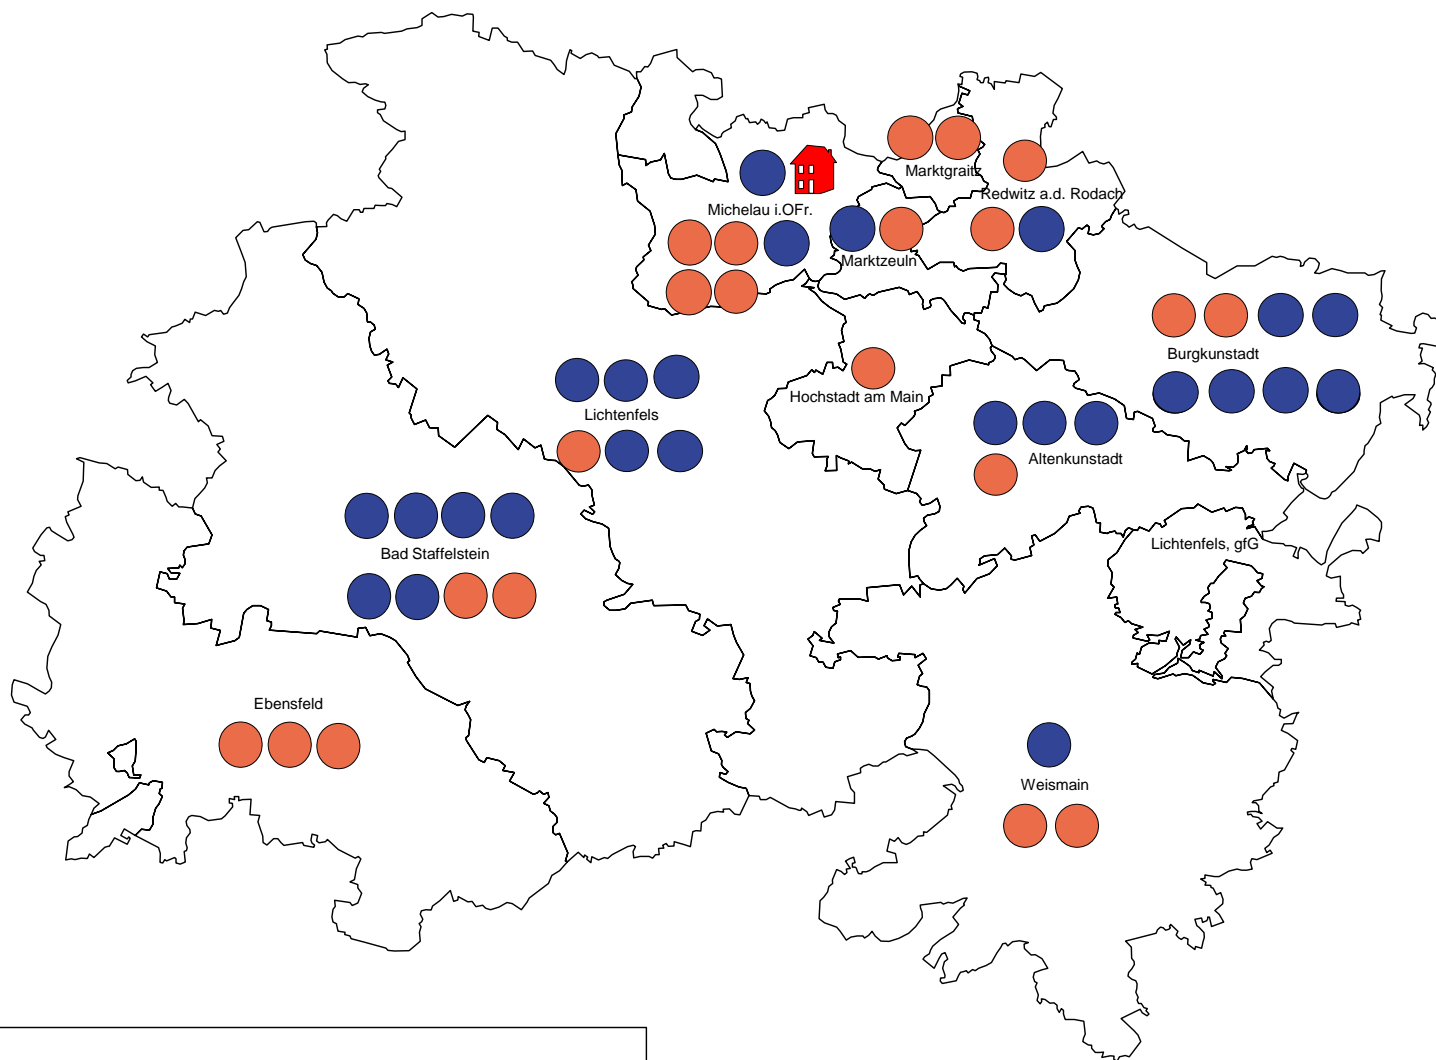 Marktgraitz
Redwitz a.d. Rodach
Michelau i.OFr.
Marktzeuln
Burgkunstadt
Hochstadt am Main
Lichtenfels
Altenkunstadt
Lichtenfels, gfG
Bad Staffelstein
Ebensfeld
Weismain